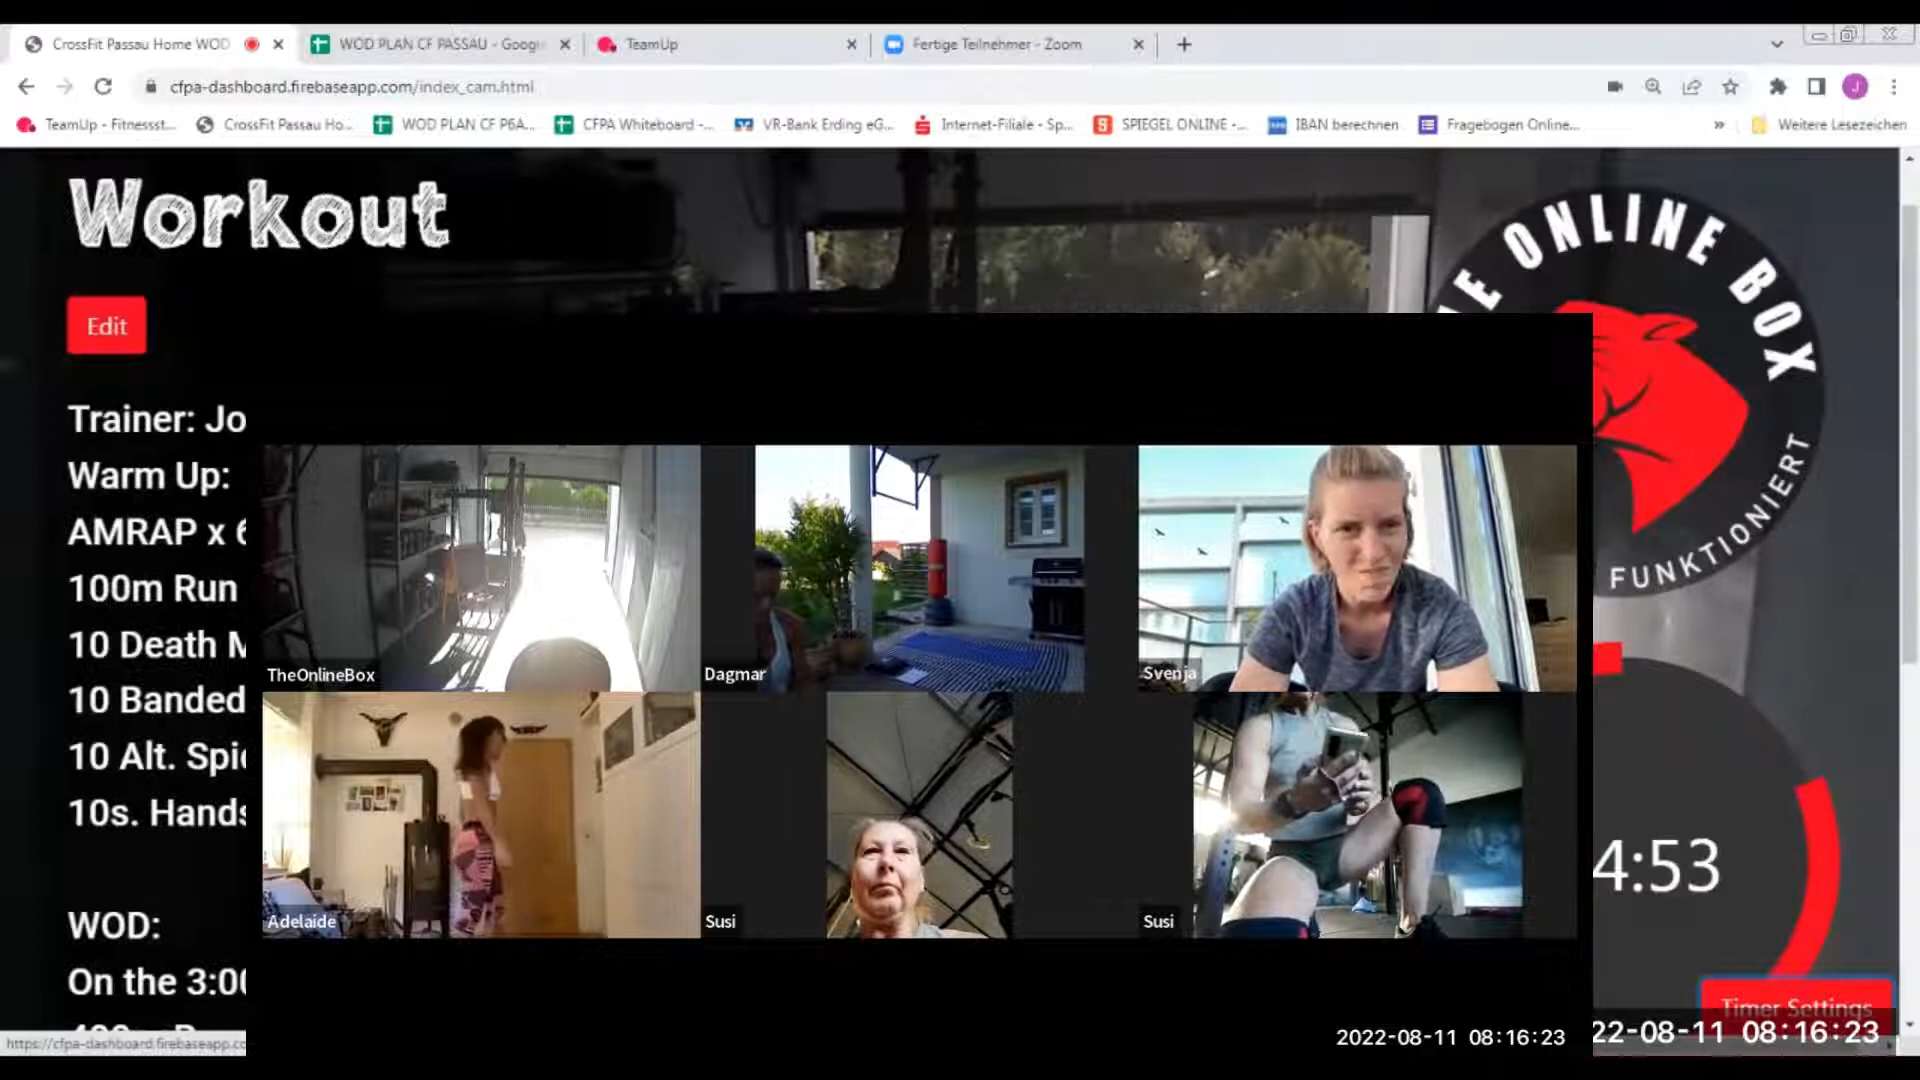 CrossFit Passau Home WOD
WOD PLAN CF PASSAU - Goog
TeamUp
Fertige Teilnehmer - Zoom
cfpa-dashboard.firebaseapp.com/index_cam.html
J
TeamUp - Fitnessst...
CrossFit Passau Ho...
WOD PLAN CF P6A...
CFPA Whiteboard -...
VR-Bank Erding eG...
Internet-Filiale - Sp...
SPIEGEL ONLINE -...
IBAN berechnen
Fragebogen Online...
»
Weitere Lesezeichen
Workout
Edit
Trainer: Jo
Warm Up:
AMRAP x 6
100m Run
10 Death M
10 Banded
10 Alt. Spi
10s. Hands
WOD:
On the 3:00
https://cfpa-dashboard.firebaseapp.co
TheOnlineBox
Dagmar
Svenja
Adelaide
Susi
Susi
ONLINE BOX
FUNKTIONIERT
4:53
Timer Settings
2022-08-11 08:16:23
22-08-11 08:16:23